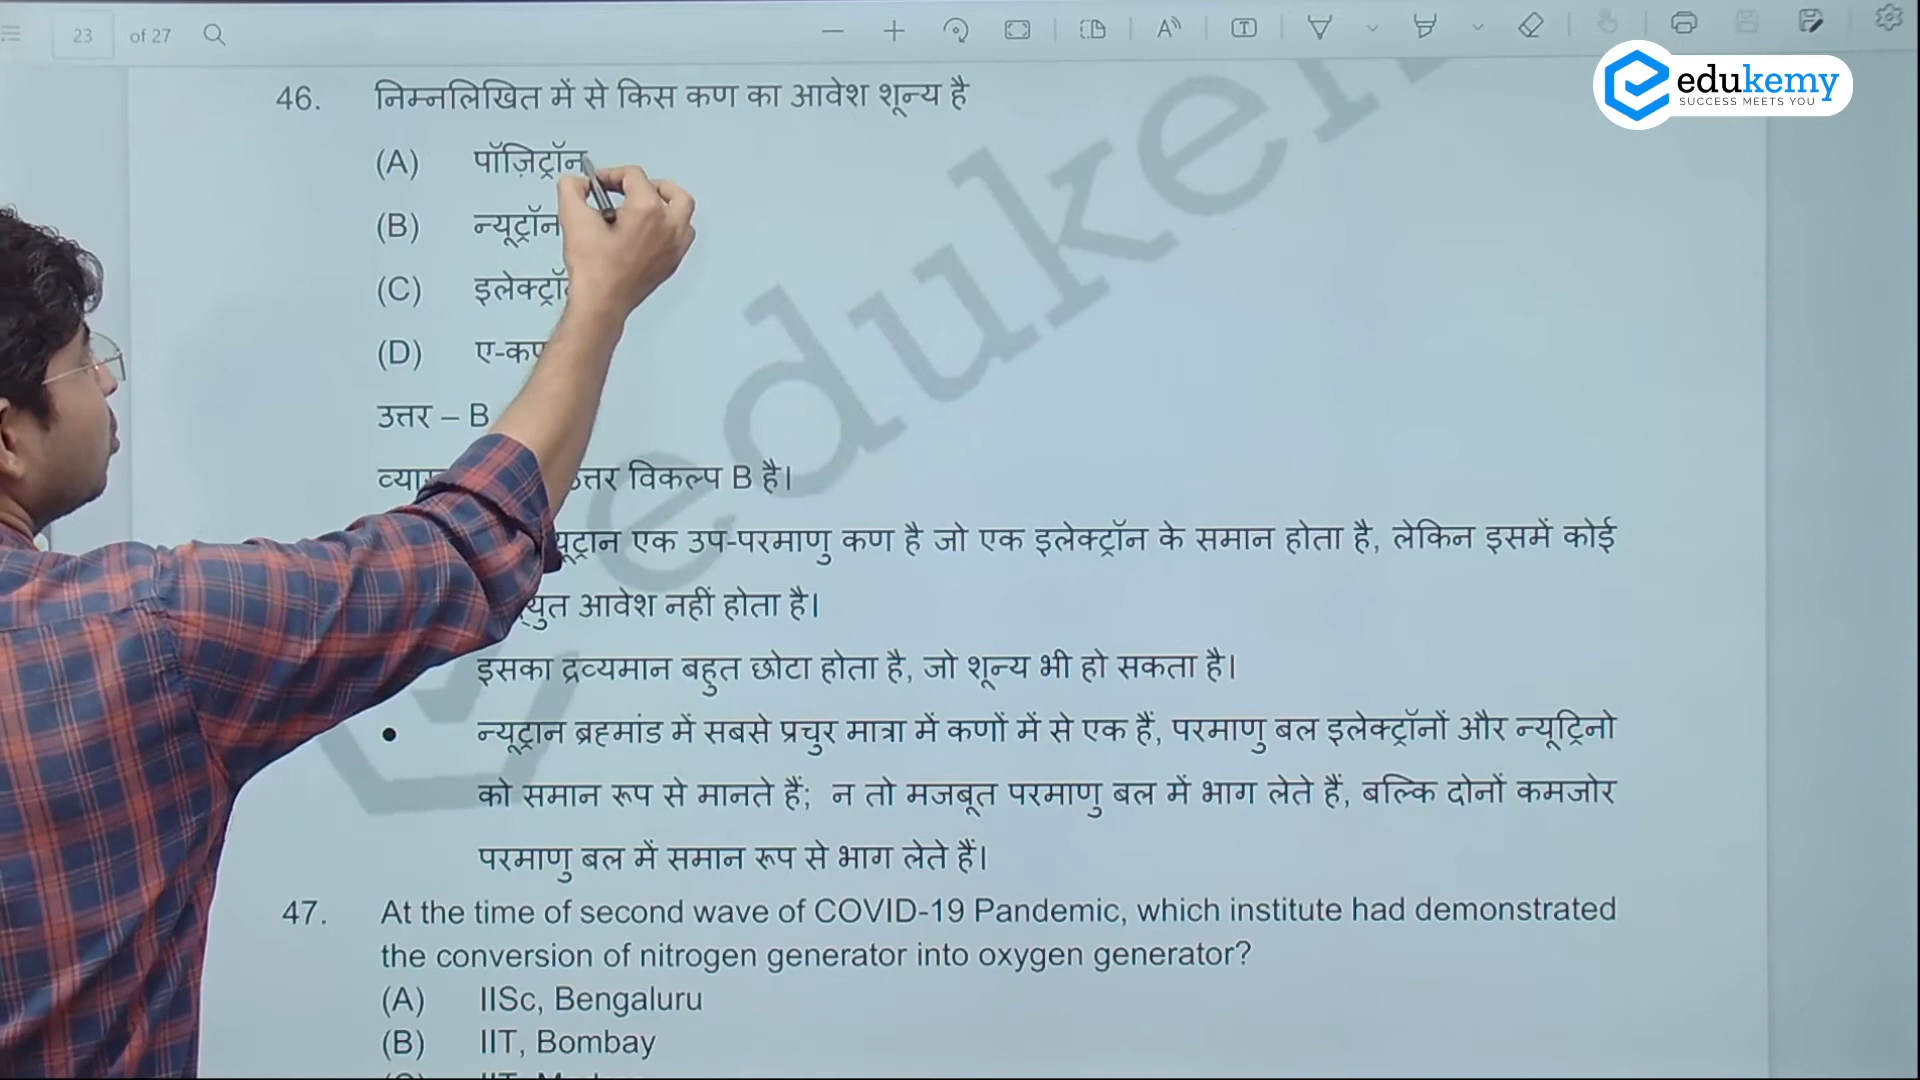 23 of 27
edukemy
SUCCESS MEETS YOU
46. निम्नलिखित में से किस कण का आवेश शून्य है
(A) पॉज़िट्रॉन
(B) न्यूट्रॉन
(C)
(D)
उत्तर – B
विकल्प B है।
एक उप-परमाणु कण है जो एक इलेक्ट्रॉन के समान होता है, लेकिन इसमें कोई
आवेश नहीं होता है।
इसका द्रव्यमान बहुत छोटा होता है, जो शून्य भी हो सकता है।
• न्यूट्रान ब्रह्मांड में सबसे प्रचुर मात्रा में कणों में से एक हैं, परमाणु बल इलेक्ट्रॉनों और न्यूट्रिनो
को समान रूप से मानते हैं; न तो मजबूत परमाणु बल में भाग लेते हैं, बल्कि दोनों कमजोर
परमाणु बल में समान रूप से भाग लेते हैं।
47. At the time of second wave of COVID-19 Pandemic, which institute had demonstrated
the conversion of nitrogen generator into oxygen generator?
(A) IISc, Bengaluru
(B) IIT, Bombay
eduke